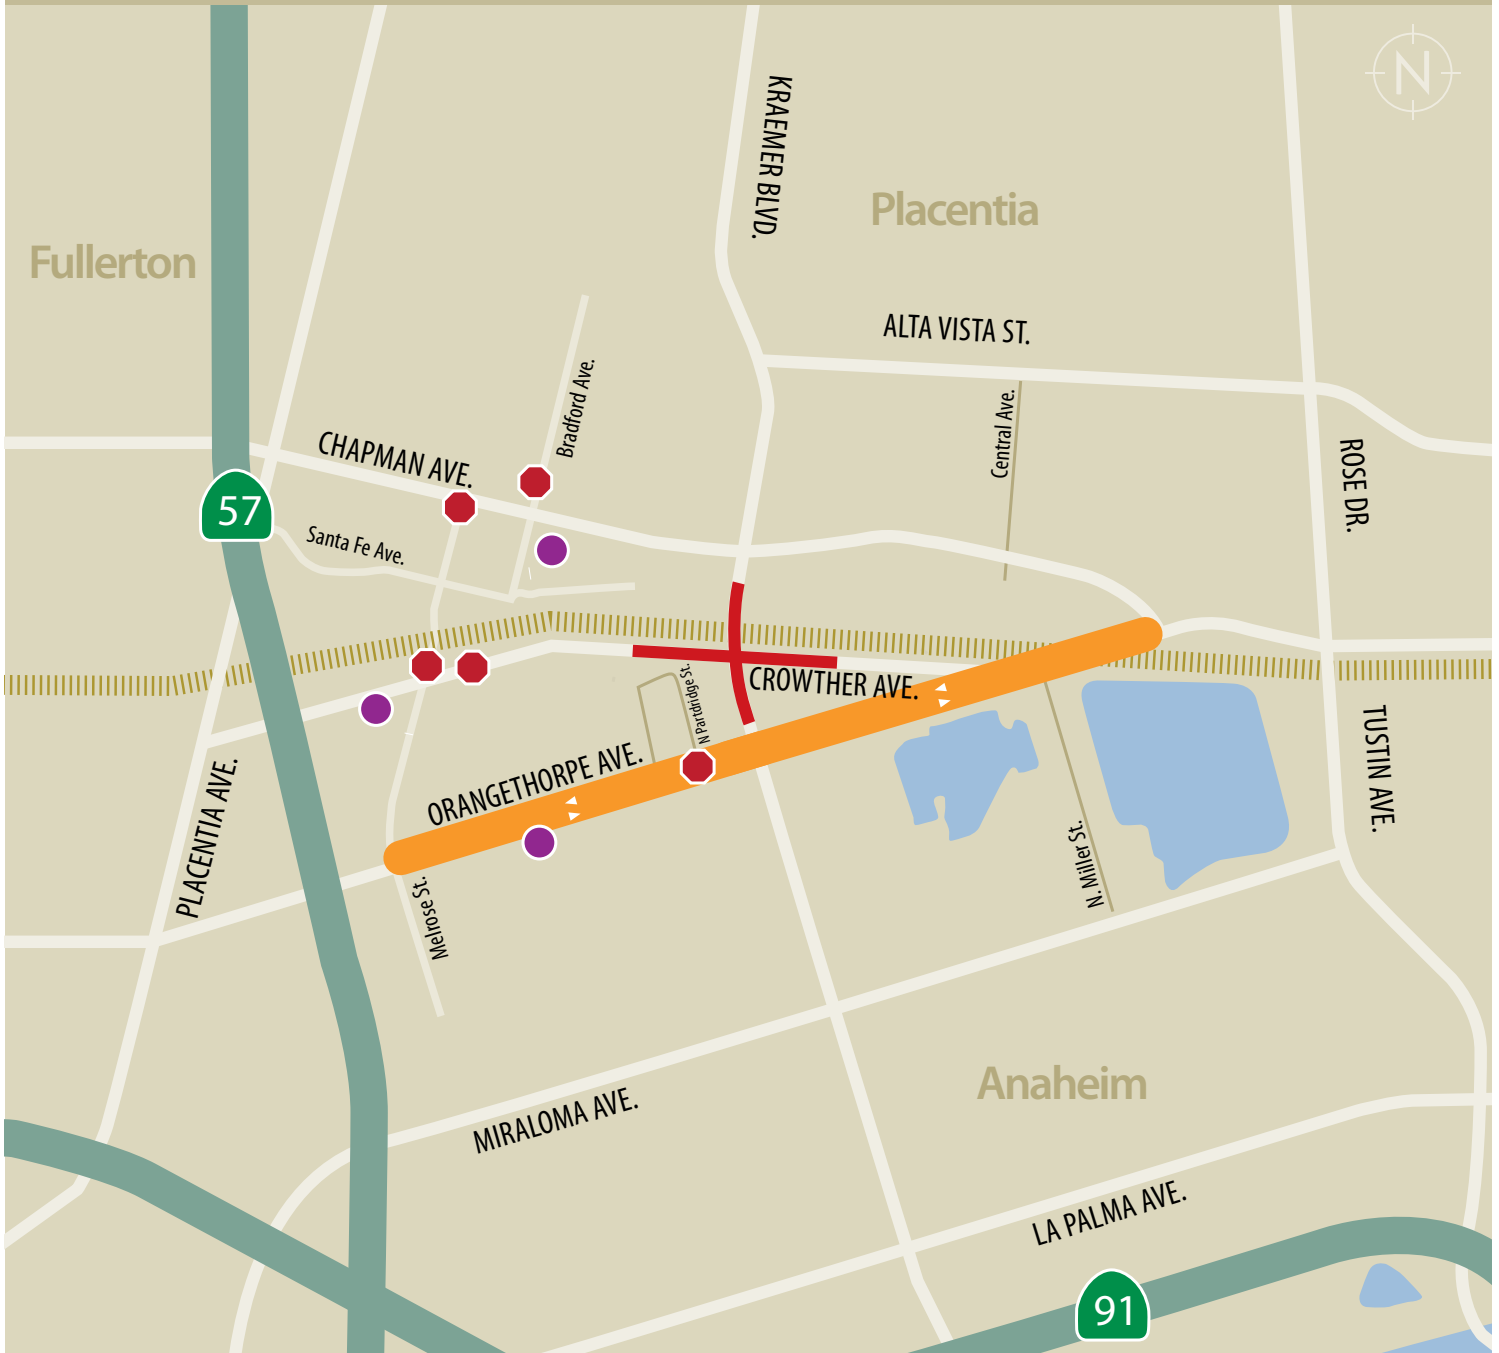 N
KRAEMER BLVD.
Placentia
Fullerton
ALTA VISTA ST.
Bradford Ave.
Central Ave.
CHAPMAN AVE.
ROSE DR.
57
Santa Fe Ave.
N Partdridge St.
CROWTHER AVE.
TUSTIN AVE.
ORANGETHORPE AVE.
PLACENTIA AVE.
N. Miller St.
Melrose St.
Anaheim
MIRALOMA AVE.
LA PALMA AVE.
91